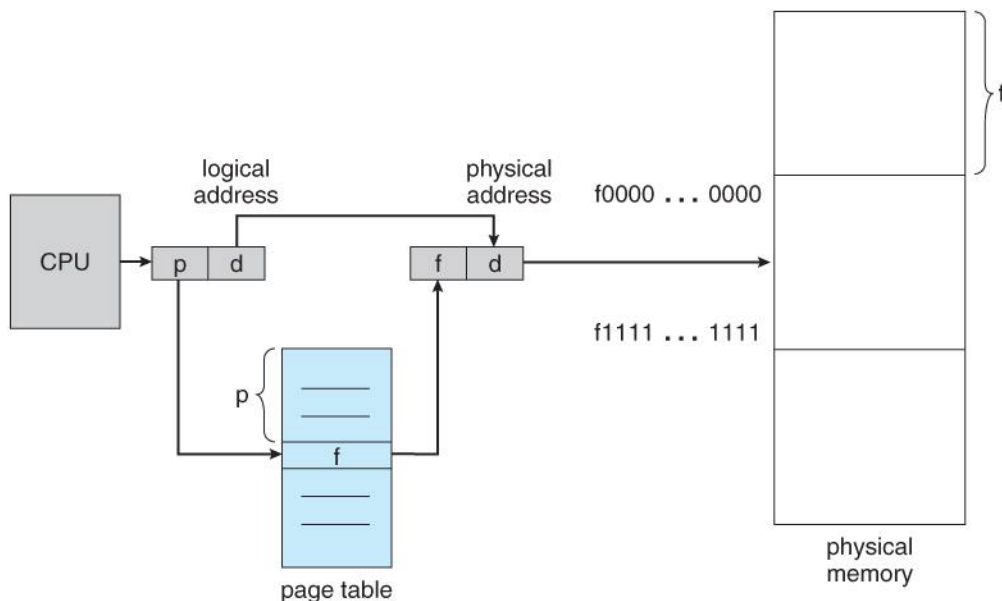 f
logical
address
physical
address
f0000 ... 0000
CPU
p
d
f
d
f1111 ... 1111
p
f
page table
physical
memory